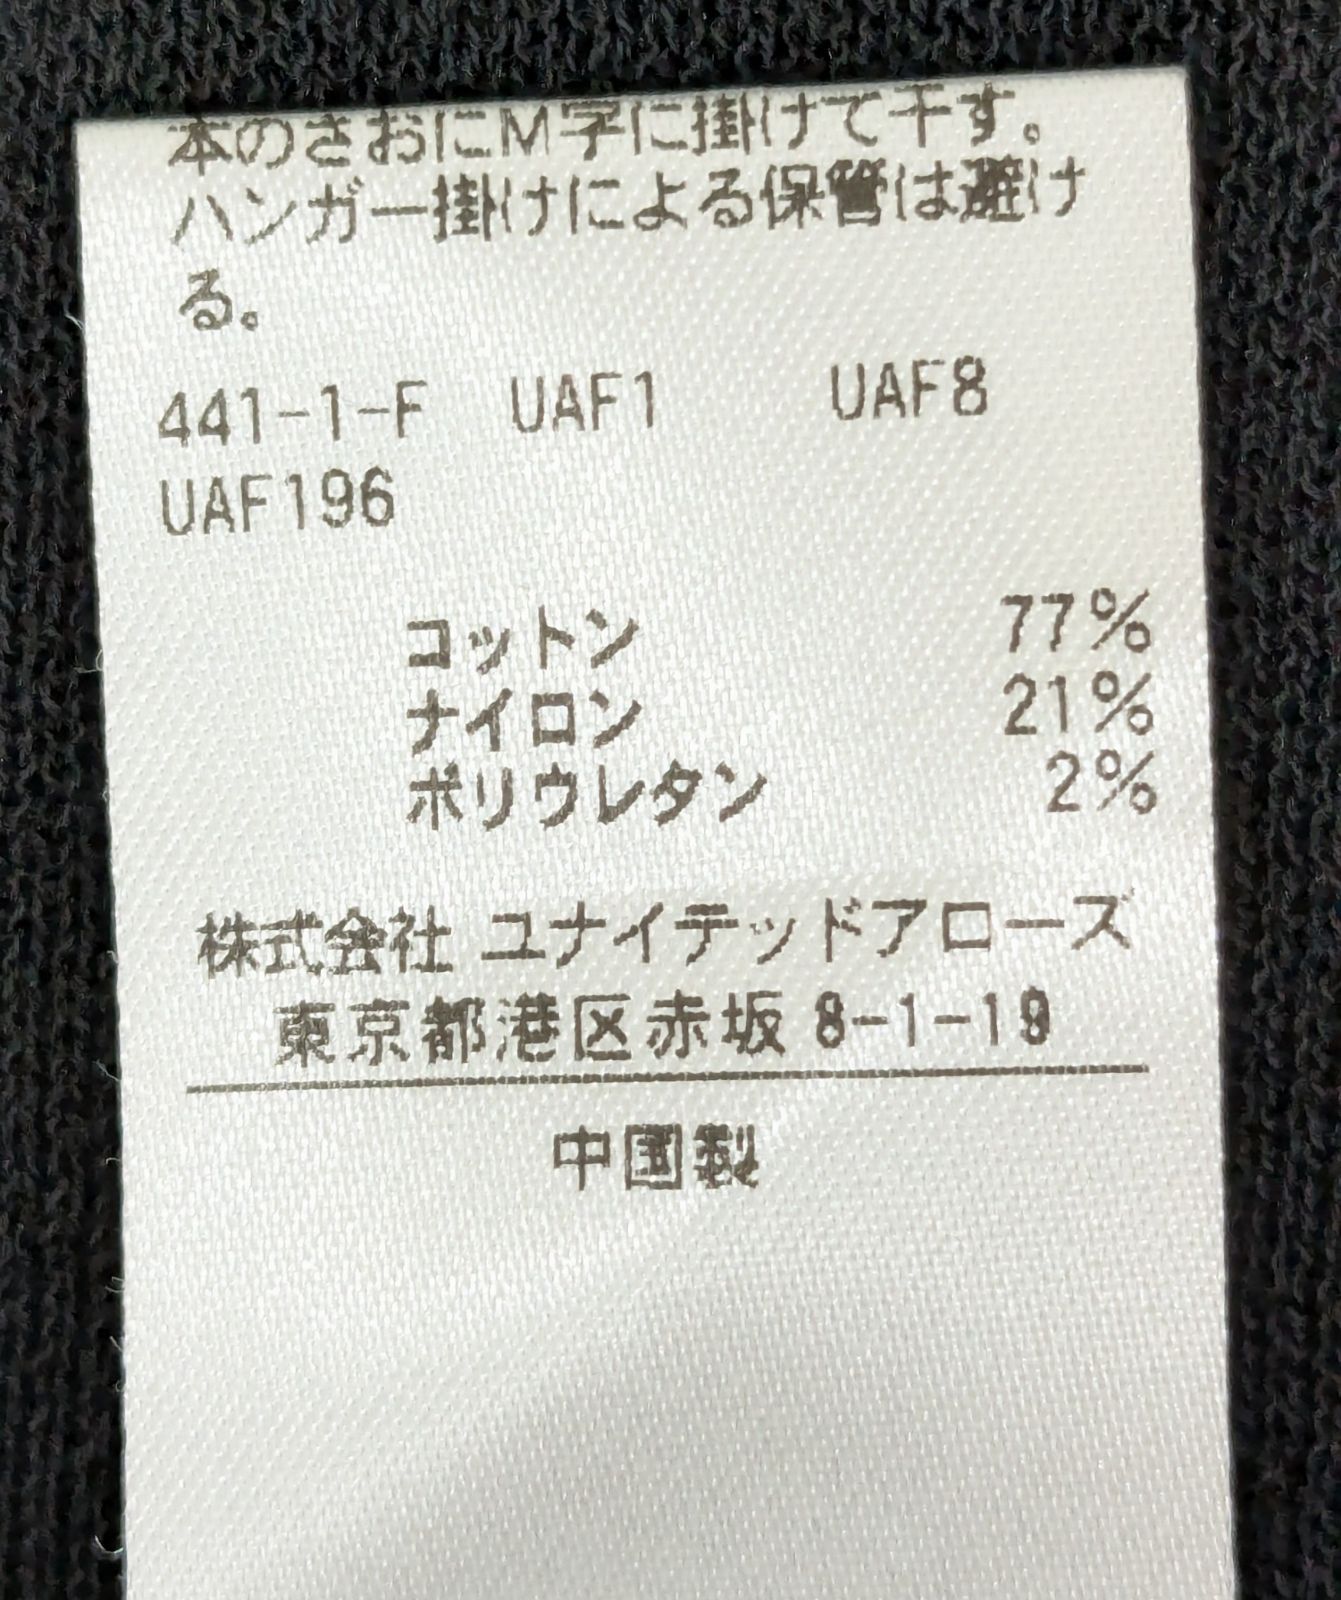 本のさおにM字に掛けて干す。
ハンガー掛けによる保管は避け
る。
441-1-F UAF1 UAF8
UAF196
コットン 77%
ナイロン 21%
ポリウレタン 2%
株式会社 ユナイテッドアローズ
東京都港区赤坂 8-1-19
中国製